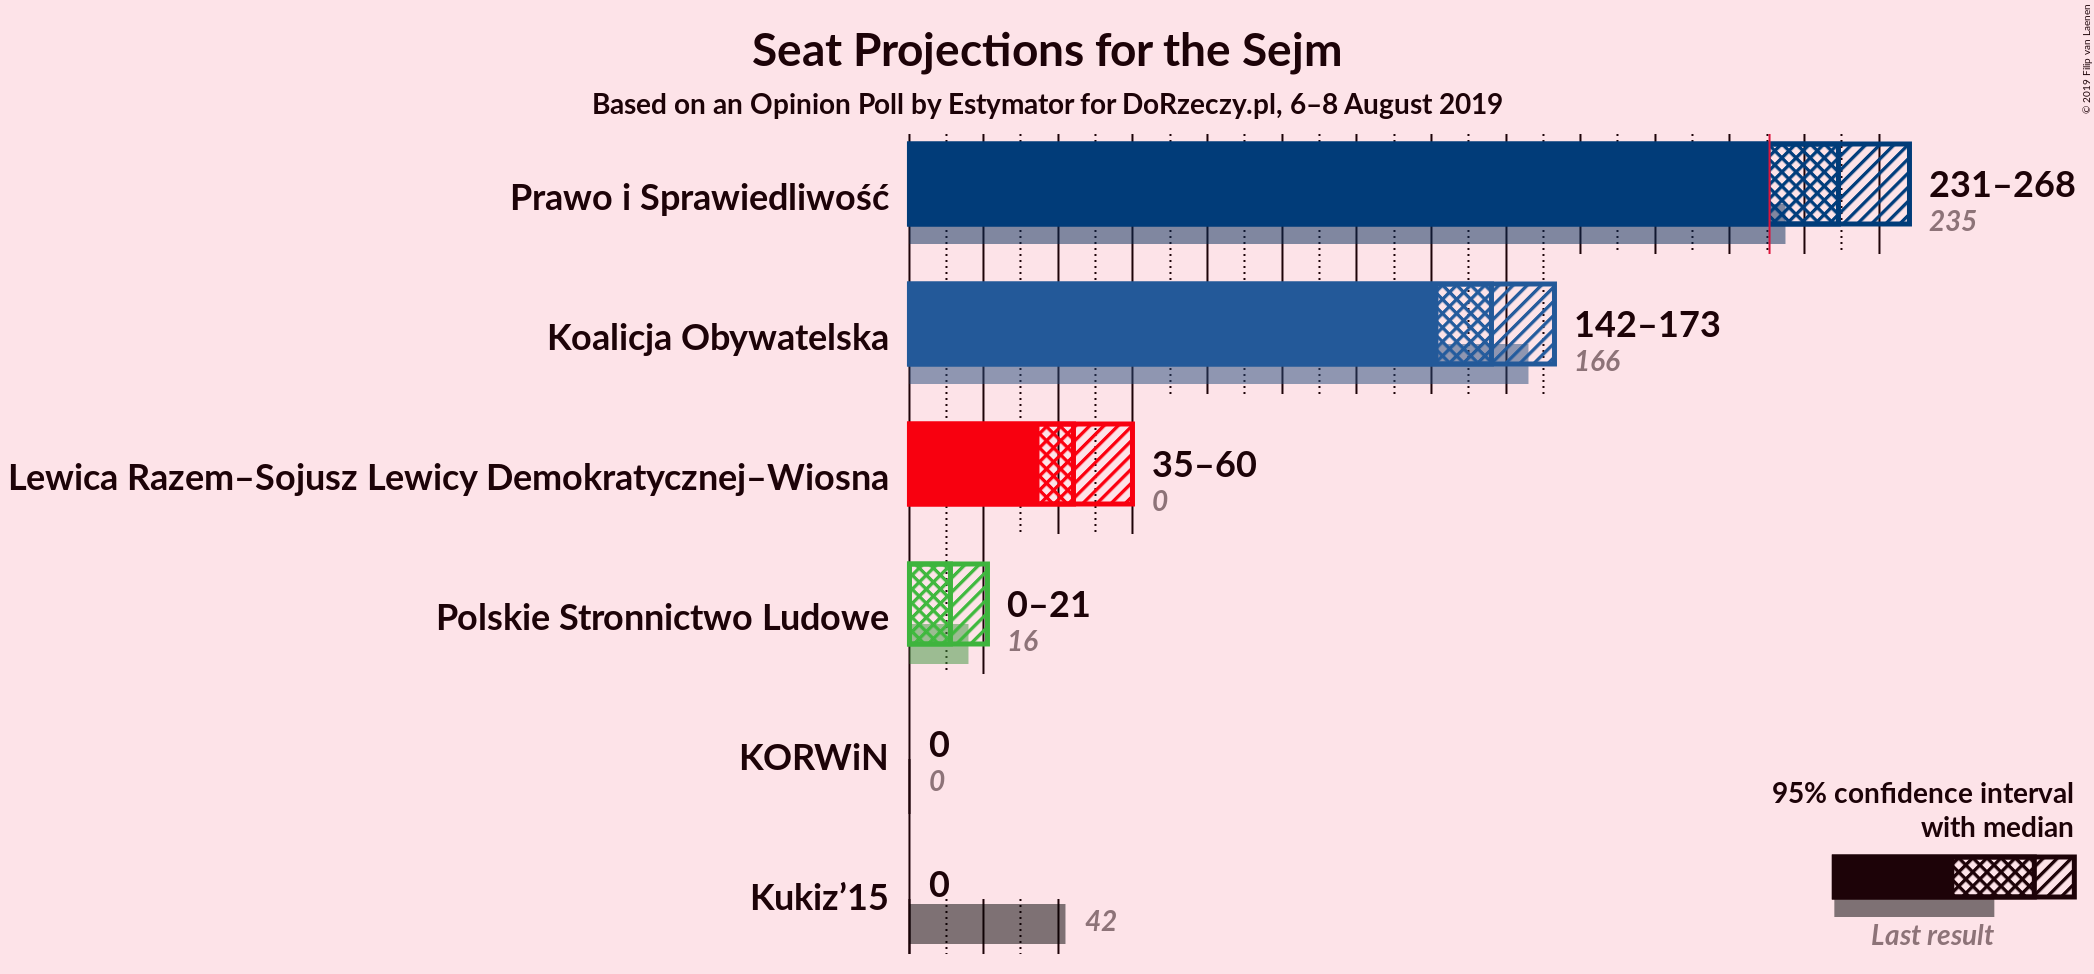 Seat Projections for the Sejm
Based on an Opinion Poll by Estymator for DoRzeczy.pl, 6–8 August 2019
© 2019 Filip van Laenen
Prawo i Sprawiedliwość
231–268
235
Koalicja Obywatelska
142–173
166
Lewica Razem–Sojusz Lewicy Demokratycznej–Wiosna
35–60
0
Polskie Stronnictwo Ludowe
0–21
16
KORWiN
0
0
Kukiz’15
0
42
95% confidence interval
with median
Last result